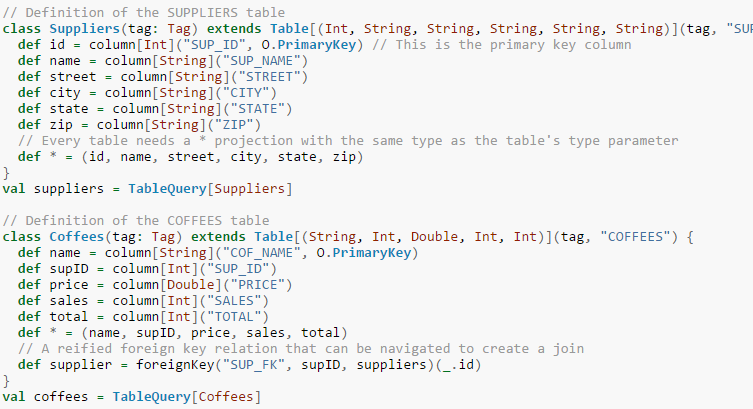 // Definition of the SUPPLIERS table
class Suppliers(tag: Tag) extends Table[(Int, String, String, String, String, String)](tag, "SUP
  def id = column[Int]("SUP_ID", O.PrimaryKey) // This is the primary key column
  def name = column[String]("SUP_NAME")
  def street = column[String]("STREET")
  def city = column[String]("CITY")
  def state = column[String]("STATE")
  def zip = column[String]("ZIP")
  // Every table needs a * projection with the same type as the table's type parameter
  def * = (id, name, street, city, state, zip)
}
val suppliers = TableQuery[Suppliers]

// Definition of the COFFEES table
class Coffees(tag: Tag) extends Table[(String, Int, Double, Int, Int)](tag, "COFFEES") {
  def name = column[String]("COF_NAME", O.PrimaryKey)
  def supID = column[Int]("SUP_ID")
  def price = column[Double]("PRICE")
  def sales = column[Int]("SALES")
  def total = column[Int]("TOTAL")
  def * = (name, supID, price, sales, total)
  // A reified foreign key relation that can be navigated to create a join
  def supplier = foreignKey("SUP_FK", supID, suppliers)(_.id)
}
val coffees = TableQuery[Coffees]